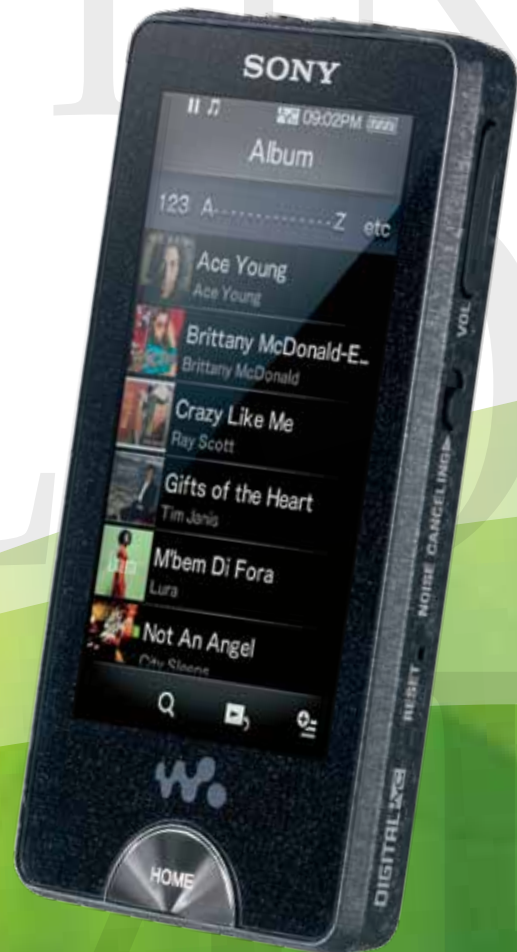 SONY
NC 09:02PM
Album
123 A-------------Z etc
Ace Young
Ace Young
Brittany McDonald-E…
Brittany McDonald
Crazy Like Me
Ray Scott
Gifts of the Heart
Tim Janis
M'bem Di Fora
Lura
Not An Angel
City Sleeps
HOME
VOL
NOISE CANCELING
RESET
DIGITAL NC